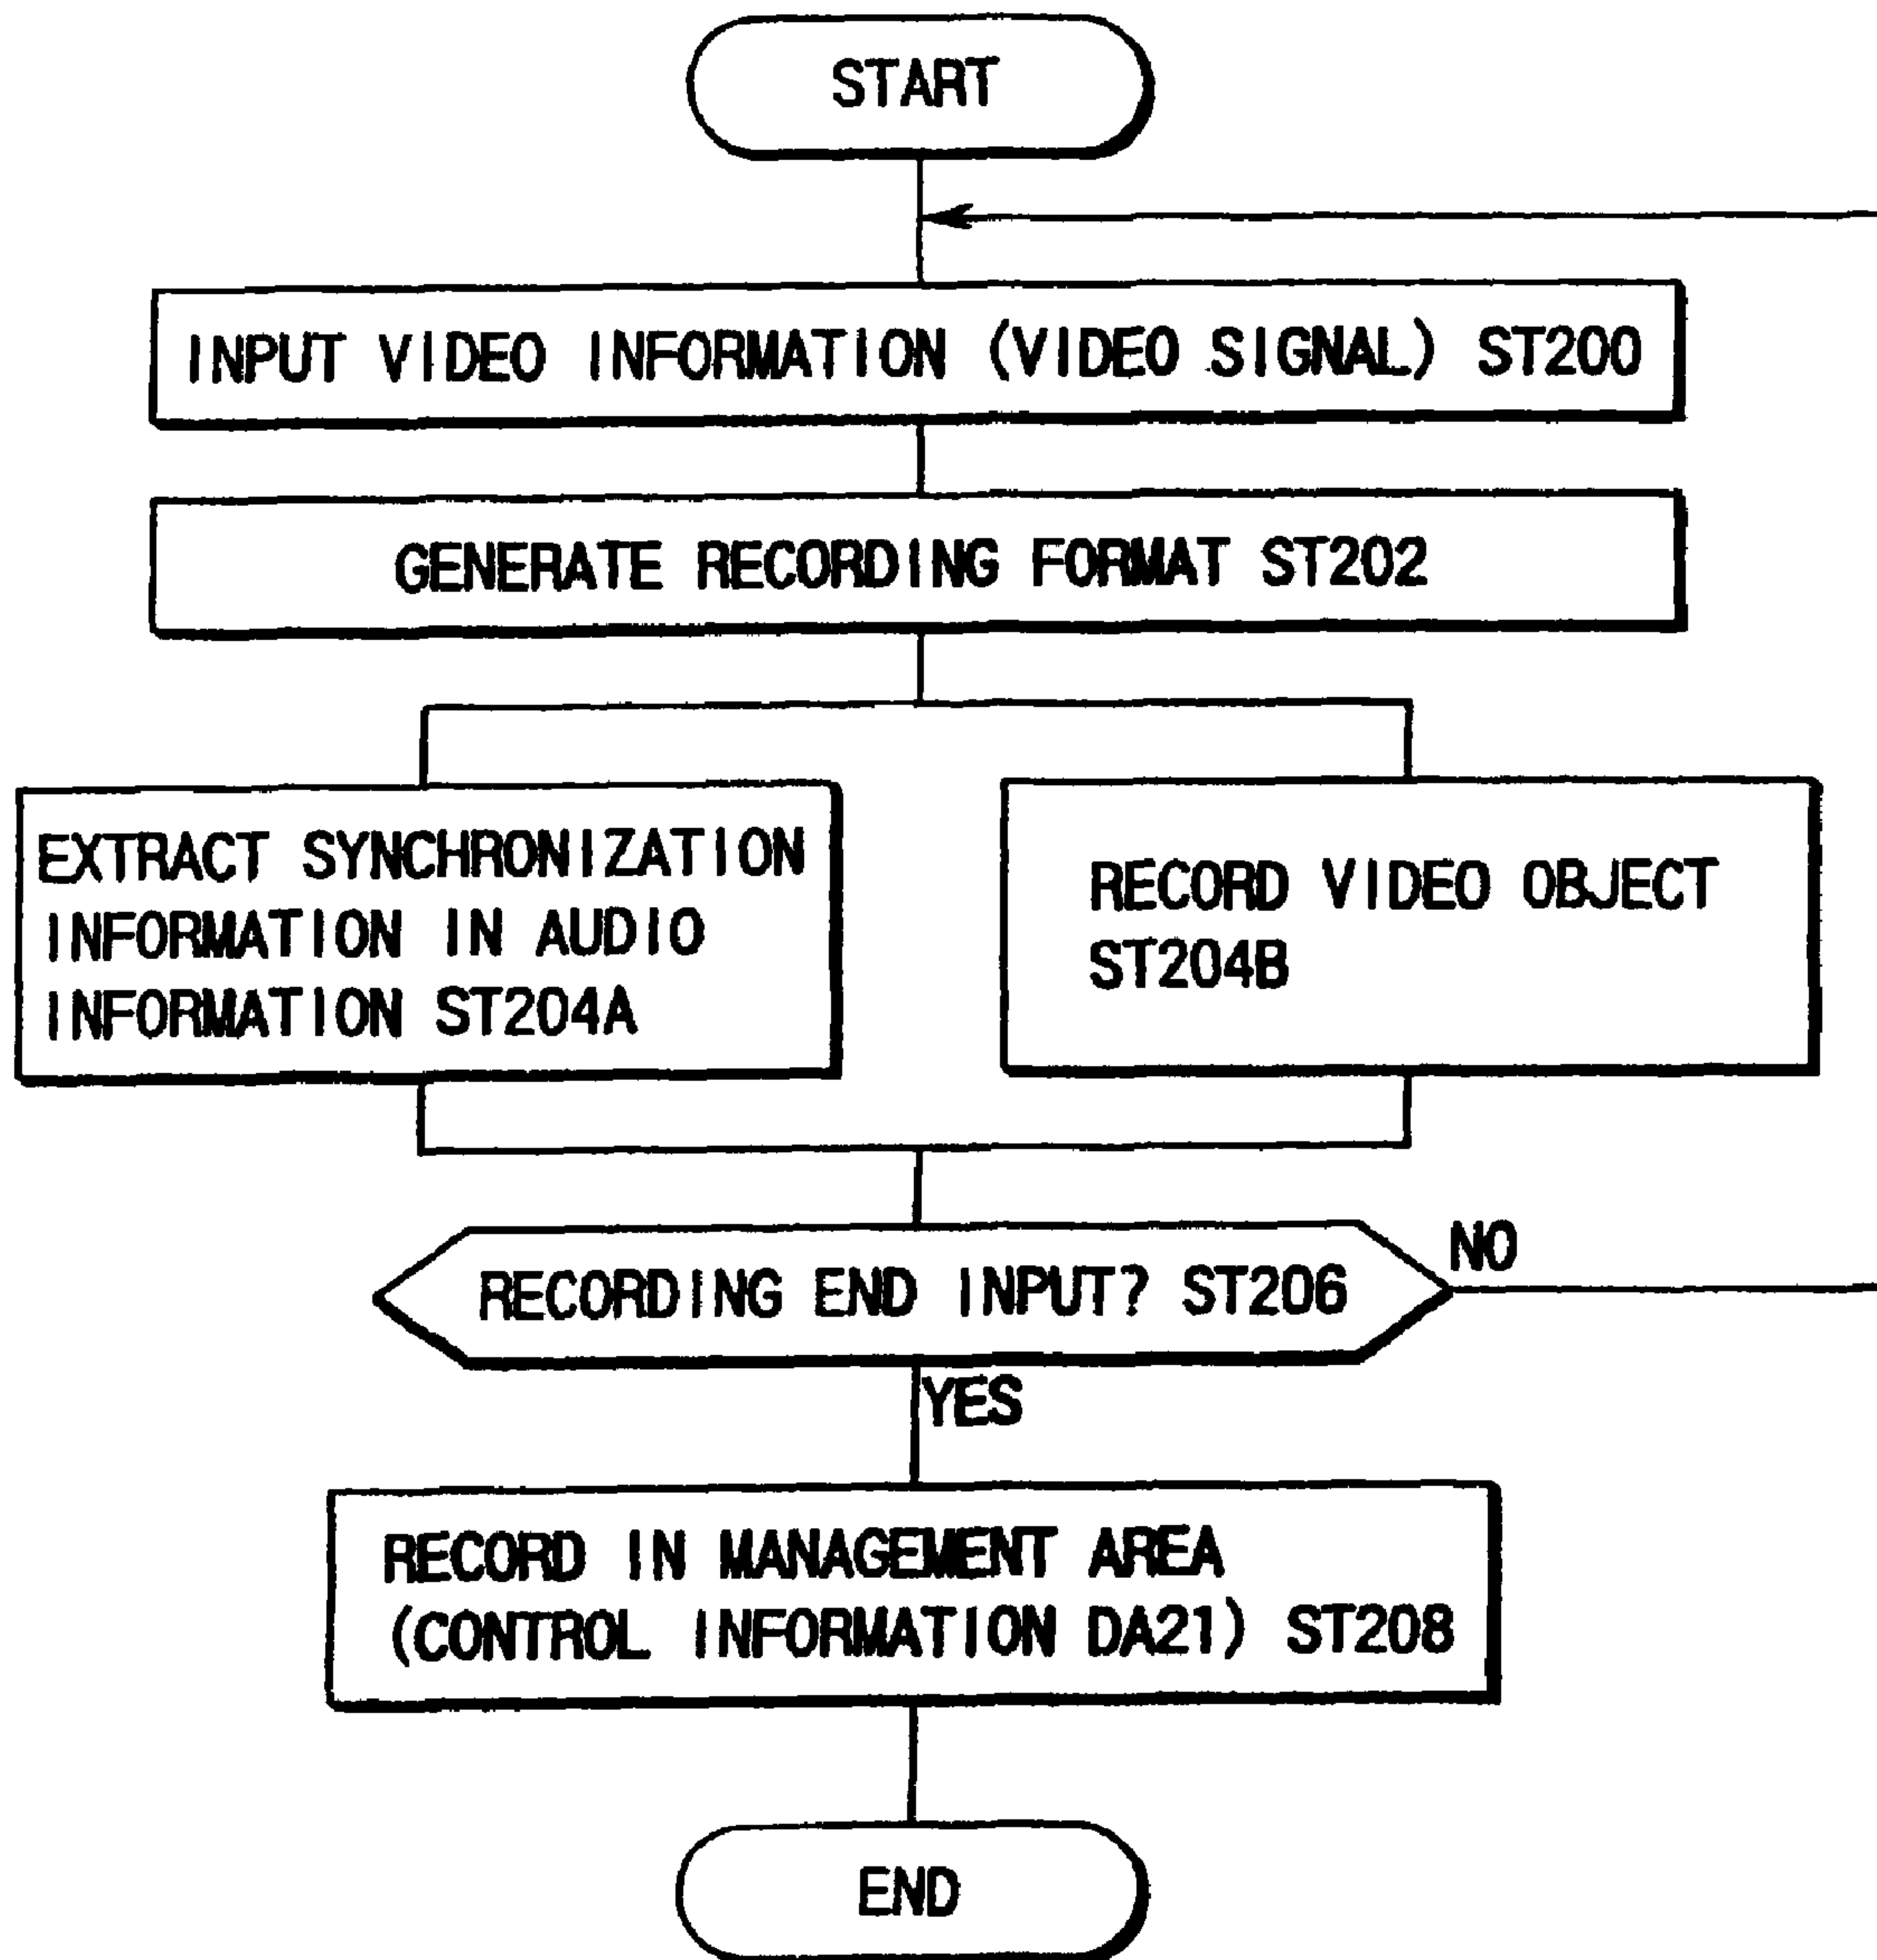 START
INPUT VIDEO INFORMATION (VIDEO SIGNAL) ST200
GENERATE RECORDING FORMAT ST202
EXTRACT SYNCHRONIZATION
INFORMATION IN AUDIO
INFORMATION ST204A
RECORD VIDEO OBJECT
ST204B
RECORDING END INPUT? ST206
NO
YES
RECORD IN MANAGEMENT AREA
(CONTROL INFORMATION DA21) ST208
END